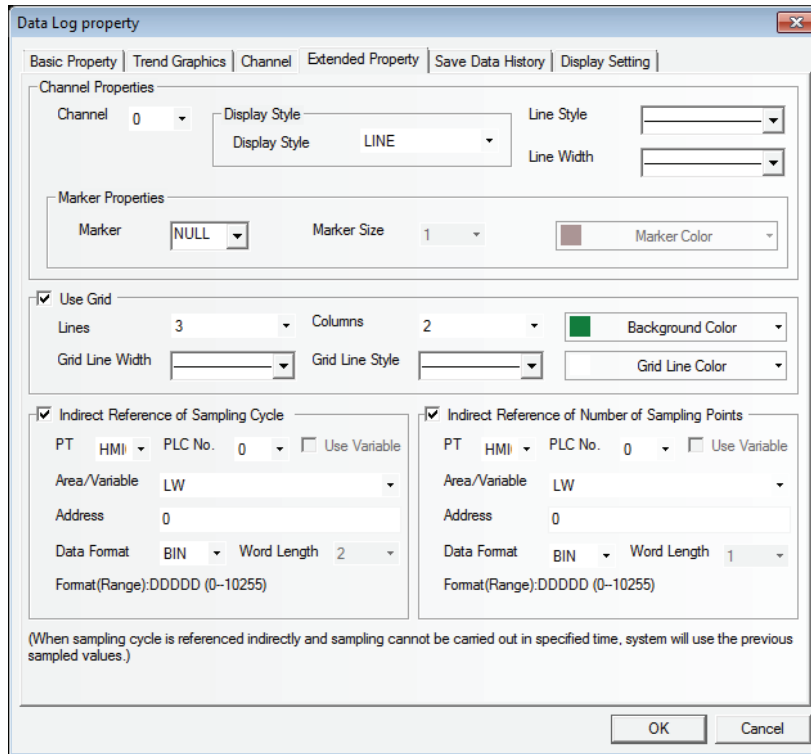 Data Log property
Basic Property Trend Graphics Channel Extended Property Save Data History Display Setting
Channel Properties
Channel 0 Display Style Line Style
Display Style LINE
Line Width
Marker Properties
Marker NULL Marker Size 1 Marker Color
Use Grid
Lines 3 Columns 2 Background Color
Grid Line Width Grid Line Style Grid Line Color
Indirect Reference of Sampling Cycle
PT HMI PLC No. 0 Use Variable
Area/Variable LW
Address 0
Data Format BIN Word Length 2
Format(Range):DDDDD (0--10255)
Indirect Reference of Number of Sampling Points
PT HMI PLC No. 0 Use Variable
Area/Variable LW
Address 0
Data Format BIN Word Length 1
Format(Range):DDDDD (0--10255)
(When sampling cycle is referenced indirectly and sampling cannot be carried out in specified time, system will use the previous
sampled values.)
OK Cancel